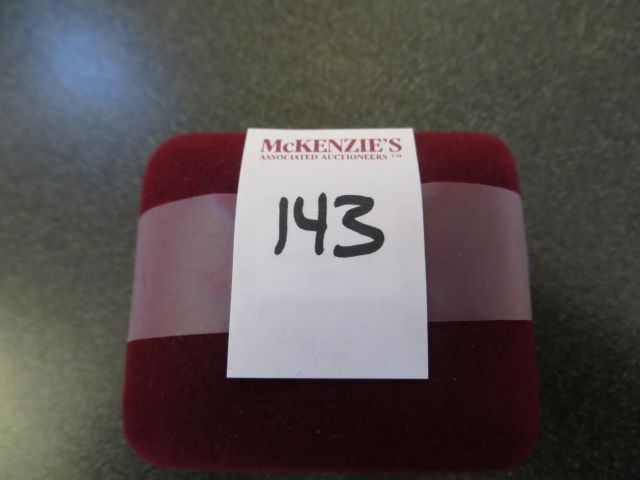 McKENZIE'S
ASSOCIATED AUCTIONEERS ™
143